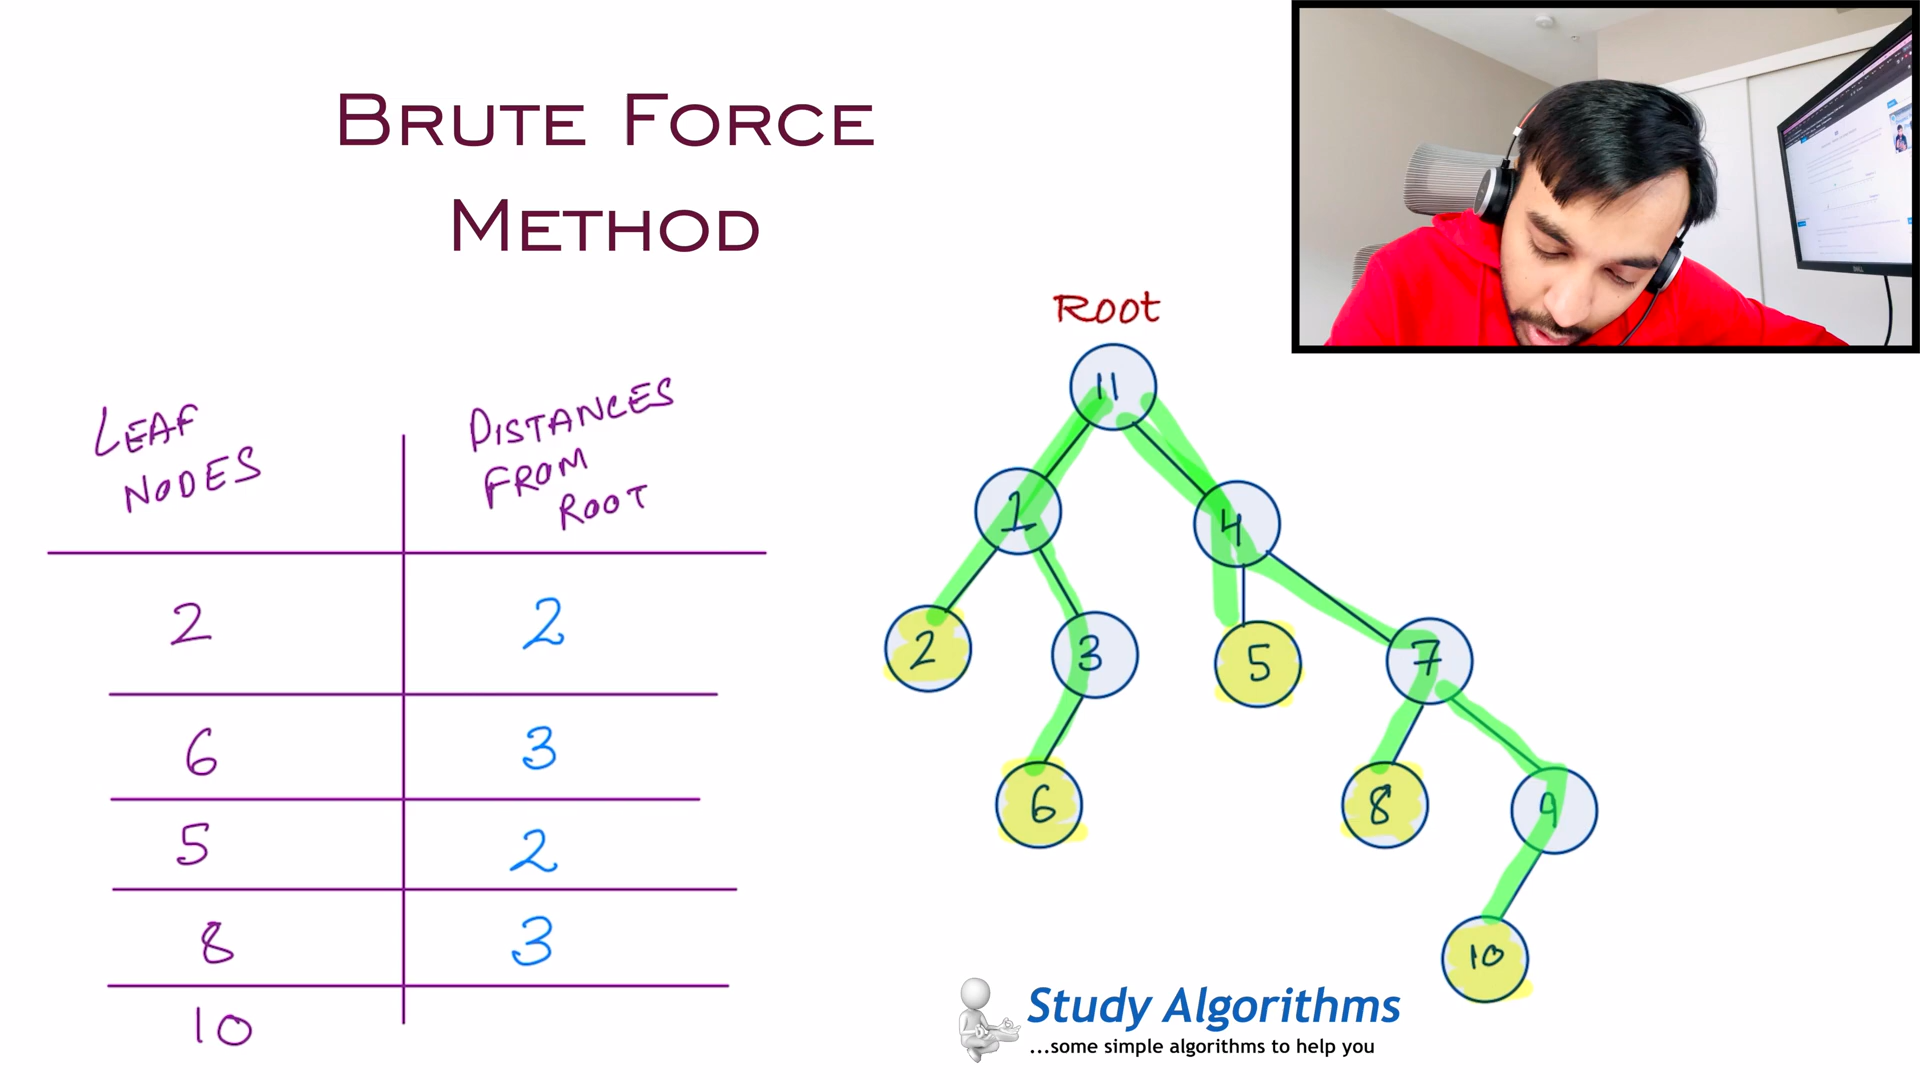 BRUTE FORCE
METHOD
LEAF
NODES
DISTANCES
FROM
ROOT
2 2
6 3
5 2
8 3
10
Root
11
1 4
2 3 5 7
6 8 9
10
Study Algorithms
...some simple algorithms to help you
DELL